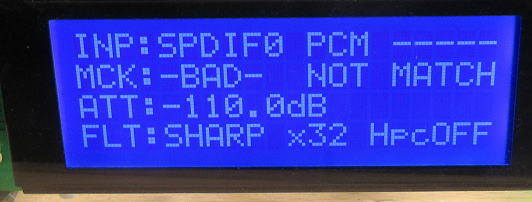 INP:SPDIF0 PCM -----
MCK:-BAD-  NOT MATCH
ATT:-110.0dB
FLT:SHARP x32 HpcOFF